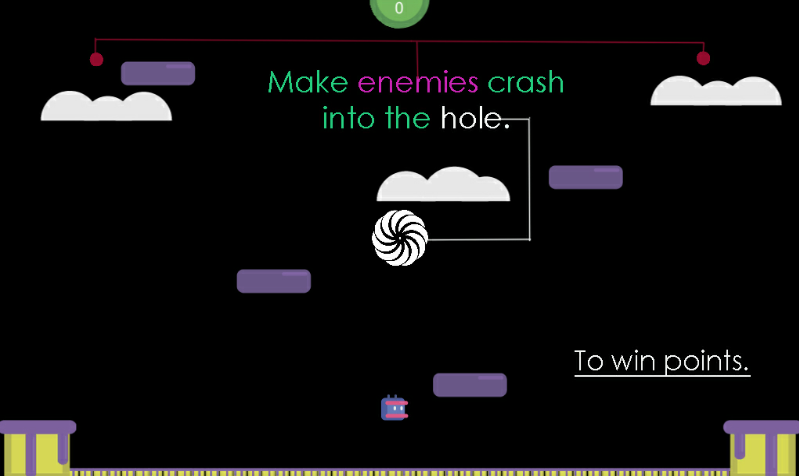 0
Make enemies crash
into the hole.
To win points.